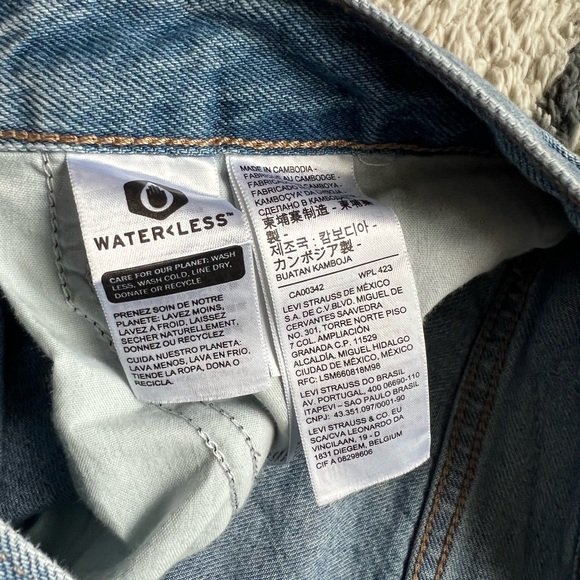 WATER<LESS™
CARE FOR OUR PLANET: WASH
LESS, WASH COLD, LINE DRY,
DONATE OR RECYCLE
PRENEZ SOIN DE NOTRE
PLANETE: LAVEZ MOINS,
LAVEZ A FROID, LAISSER
SECHER NATURELLEMENT,
DONNEZ OU RECYCLEZ
CUIDA NUESTRO PLANETA:
LAVA MENOS, LAVA EN FRIO,
TIENDE LA ROPA, DONA O
RECICLA.
MADE IN CAMBODIA -
FABRIQUE AU CAMBODGE -
FABRICADO EN CAMBOYA -
KAMBOÇYA' DA
СДЕЛАНО В КАМБОДЖЕ
柬埔寨制造 - 柬埔寨
製 -
제조국 : 캄보디아 -
カンボジア製 -
BUATAN KAMBOJA
CA00342 WPL 423
LEVI STRAUSS DE MÉXICO
S.A. DE C.V. BLVD. MIGUEL DE
CERVANTES SAAVEDRA
NO. 301, TORRE NORTE PISO
7 COL. AMPLIACIÓN
GRANADA C.P. 11529
ALCALDÍA, MIGUEL HIDALGO
CIUDAD DE MÉXICO, MÉXICO
RFC: LSM660818M98
LEVI STRAUSS DO BRASIL
AV. PORTUGAL, 400 06690-110
ITAPEVI – SAO PAULO BRASIL
CNPJ: 43.351.097/0001-90
LEVI STRAUSS & CO. EU
SCA/CVA LEONARDO DA
VINCILAAN, 19 - D
1831 DIEGEM, BELGIUM
CIF A 08298606